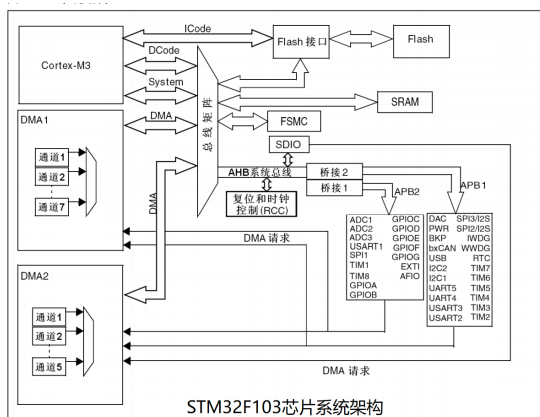 ICode
Cortex-M3
DCode
System
Flash 接口
Flash
总线矩阵
SRAM
FSMC
SDIO
DMA1
DMA
通道1
通道2
通道7
AHB系统总线
桥接2
桥接1
复位和时钟
控制(RCC)
APB2
APB1
DMA
DMA 请求
ADC1
ADC2
ADC3
USART1
SPI1
TIM1
TIM8
GPIOA
GPIOB
GPIOC
GPIOD
GPIOE
GPIOF
GPIOG
EXTI
AFIO
DAC
PWR
BKP
bxCAN
USB
I2C2
I2C1
UART5
UART4
USART3
USART2
SPI3/I2S
SPI2/I2S
IWDG
WWDG
RTC
TIM7
TIM6
TIM5
TIM4
TIM3
TIM2
DMA2
通道1
通道2
通道5
DMA 请求
STM32F103芯片系统架构